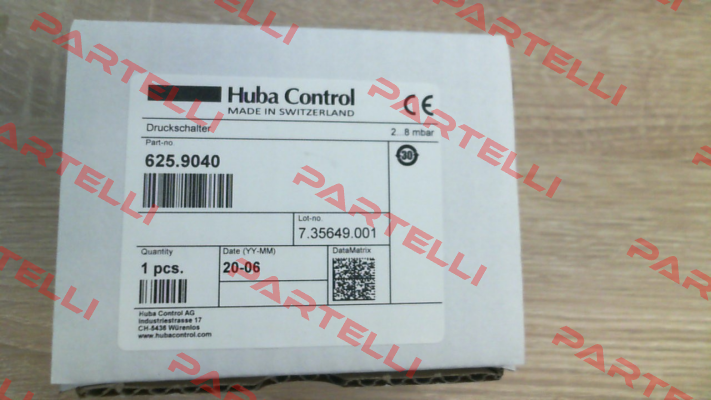 Huba Control
MADE IN SWITZERLAND
CE
Druckschalter
2...8 mbar
Part-no.
625.9040
30
Lot-no.
7.35649.001
Quantity
1 pcs.
Date (YY-MM)
20-06
DataMatrix
Huba Control AG
Industriestrasse 17
CH-5436 Würenlos
www.hubacontrol.com
PARTELLI
PARTELLI
PARTELLI
PARTELLI
PARTELLI
PARTELLI
PARTELLI
PARTELLI